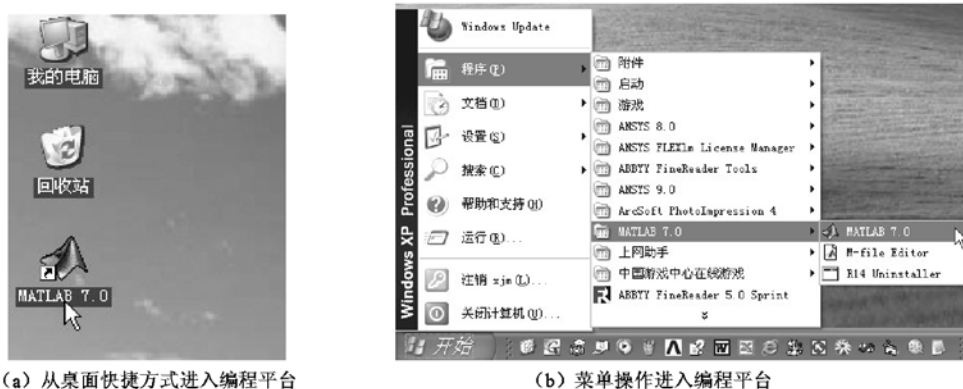 我的电脑
回收站
MATLAB 7.0
(a) 从桌面快捷方式进入编程平台
Windows XP Professional
Windows Update
程序(P)
文档(D)
设置(S)
搜索(C)
帮助和支持(H)
运行(R)...
注销 xjm(L)...
关闭计算机(U)...
附件
启动
游戏
ANSYS 8.0
ANSYS FLEXlm License Manager
ABBYY FineReader Tools
ANSYS 9.0
ArcSoft PhotoImpression 4
MATLAB 7.0
上网助手
中国游戏中心在线游戏
ABBYY FineReader 5.0 Sprint
MATLAB 7.0
M-file Editor
R14 Uninstaller
开始
(b) 菜单操作进入编程平台